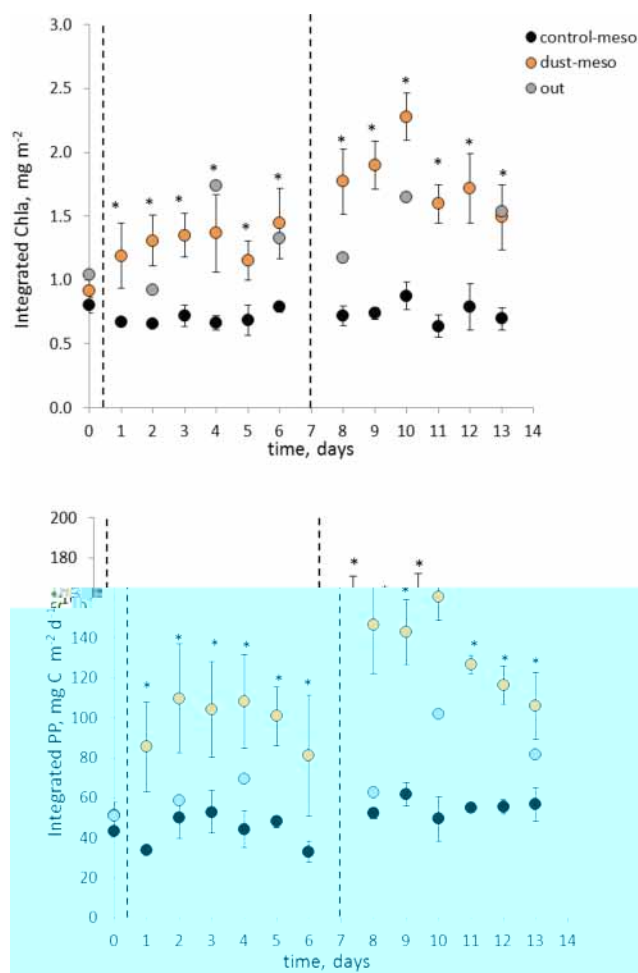 3.0
2.5
2.0
1.5
1.0
0.5
0.0
Integrated Chla, mg m⁻²
control-meso
dust-meso
out
* * * * * * * * * * * *
0 1 2 3 4 5 6 7 8 9 10 11 12 13 14
time, days
200
180
140
120
100
80
60
40
20
0
Integrated PP, mg C m⁻² d
* * * * * * * * * * * *
0 1 2 3 4 5 6 7 8 9 10 11 12 13 14
time, days